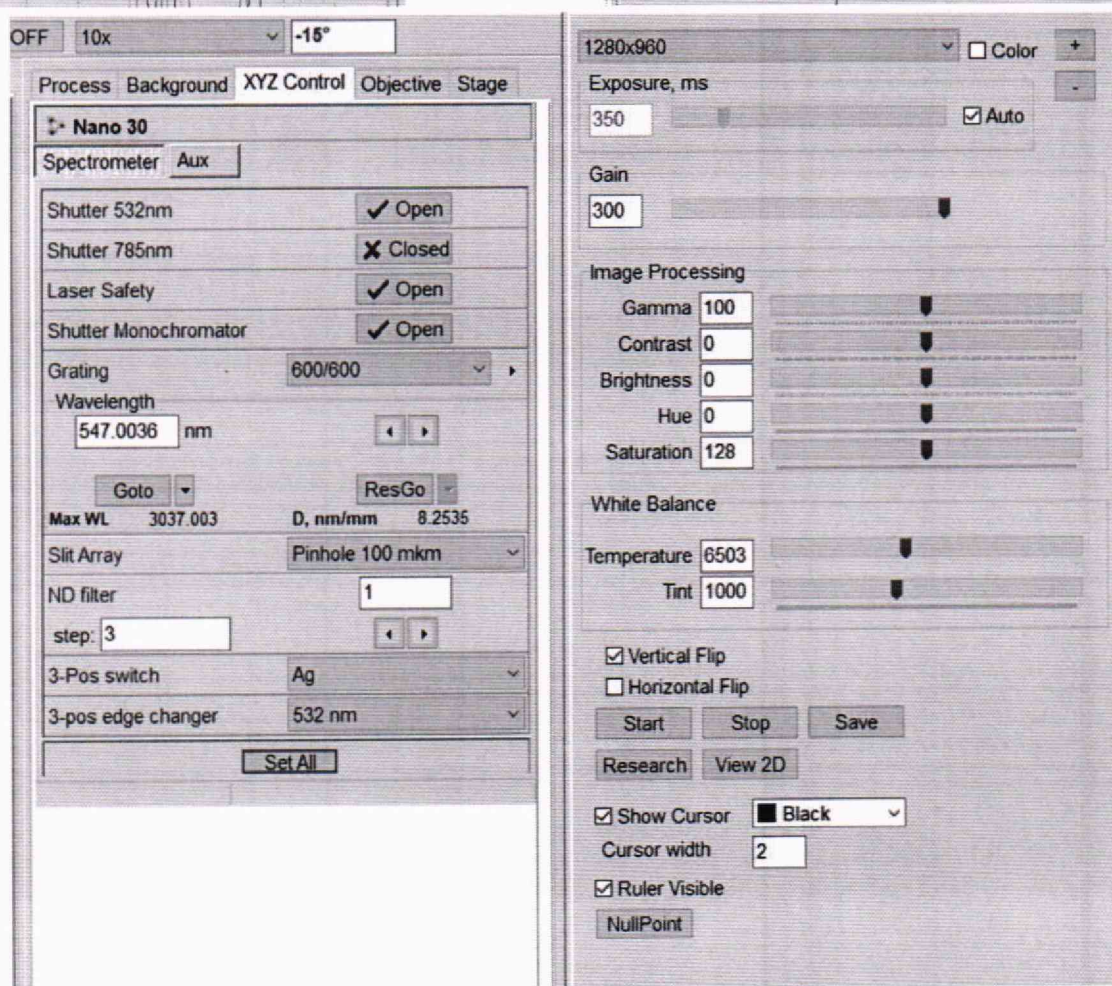 OFF 10x -15°
Process Background XYZ Control Objective Stage
Nano 30
Spectrometer Aux
Shutter 532nm Open
Shutter 785nm Closed
Laser Safety Open
Shutter Monochromator Open
Grating 600/600
Wavelength
547.0036 nm
Goto ResGo
Max WL 3037.003 D, nm/mm 8.2535
Slit Array Pinhole 100 mkm
ND filter 1
step: 3
3-Pos switch Ag
3-pos edge changer 532 nm
Set All
1280x960 Color +
Exposure, ms -
350 Auto
Gain
300
Image Processing
Gamma 100
Contrast 0
Brightness 0
Hue 0
Saturation 128
White Balance
Temperature 6503
Tint 1000
Vertical Flip
Horizontal Flip
Start Stop Save
Research View 2D
Show Cursor Black
Cursor width 2
Ruler Visible
NullPoint